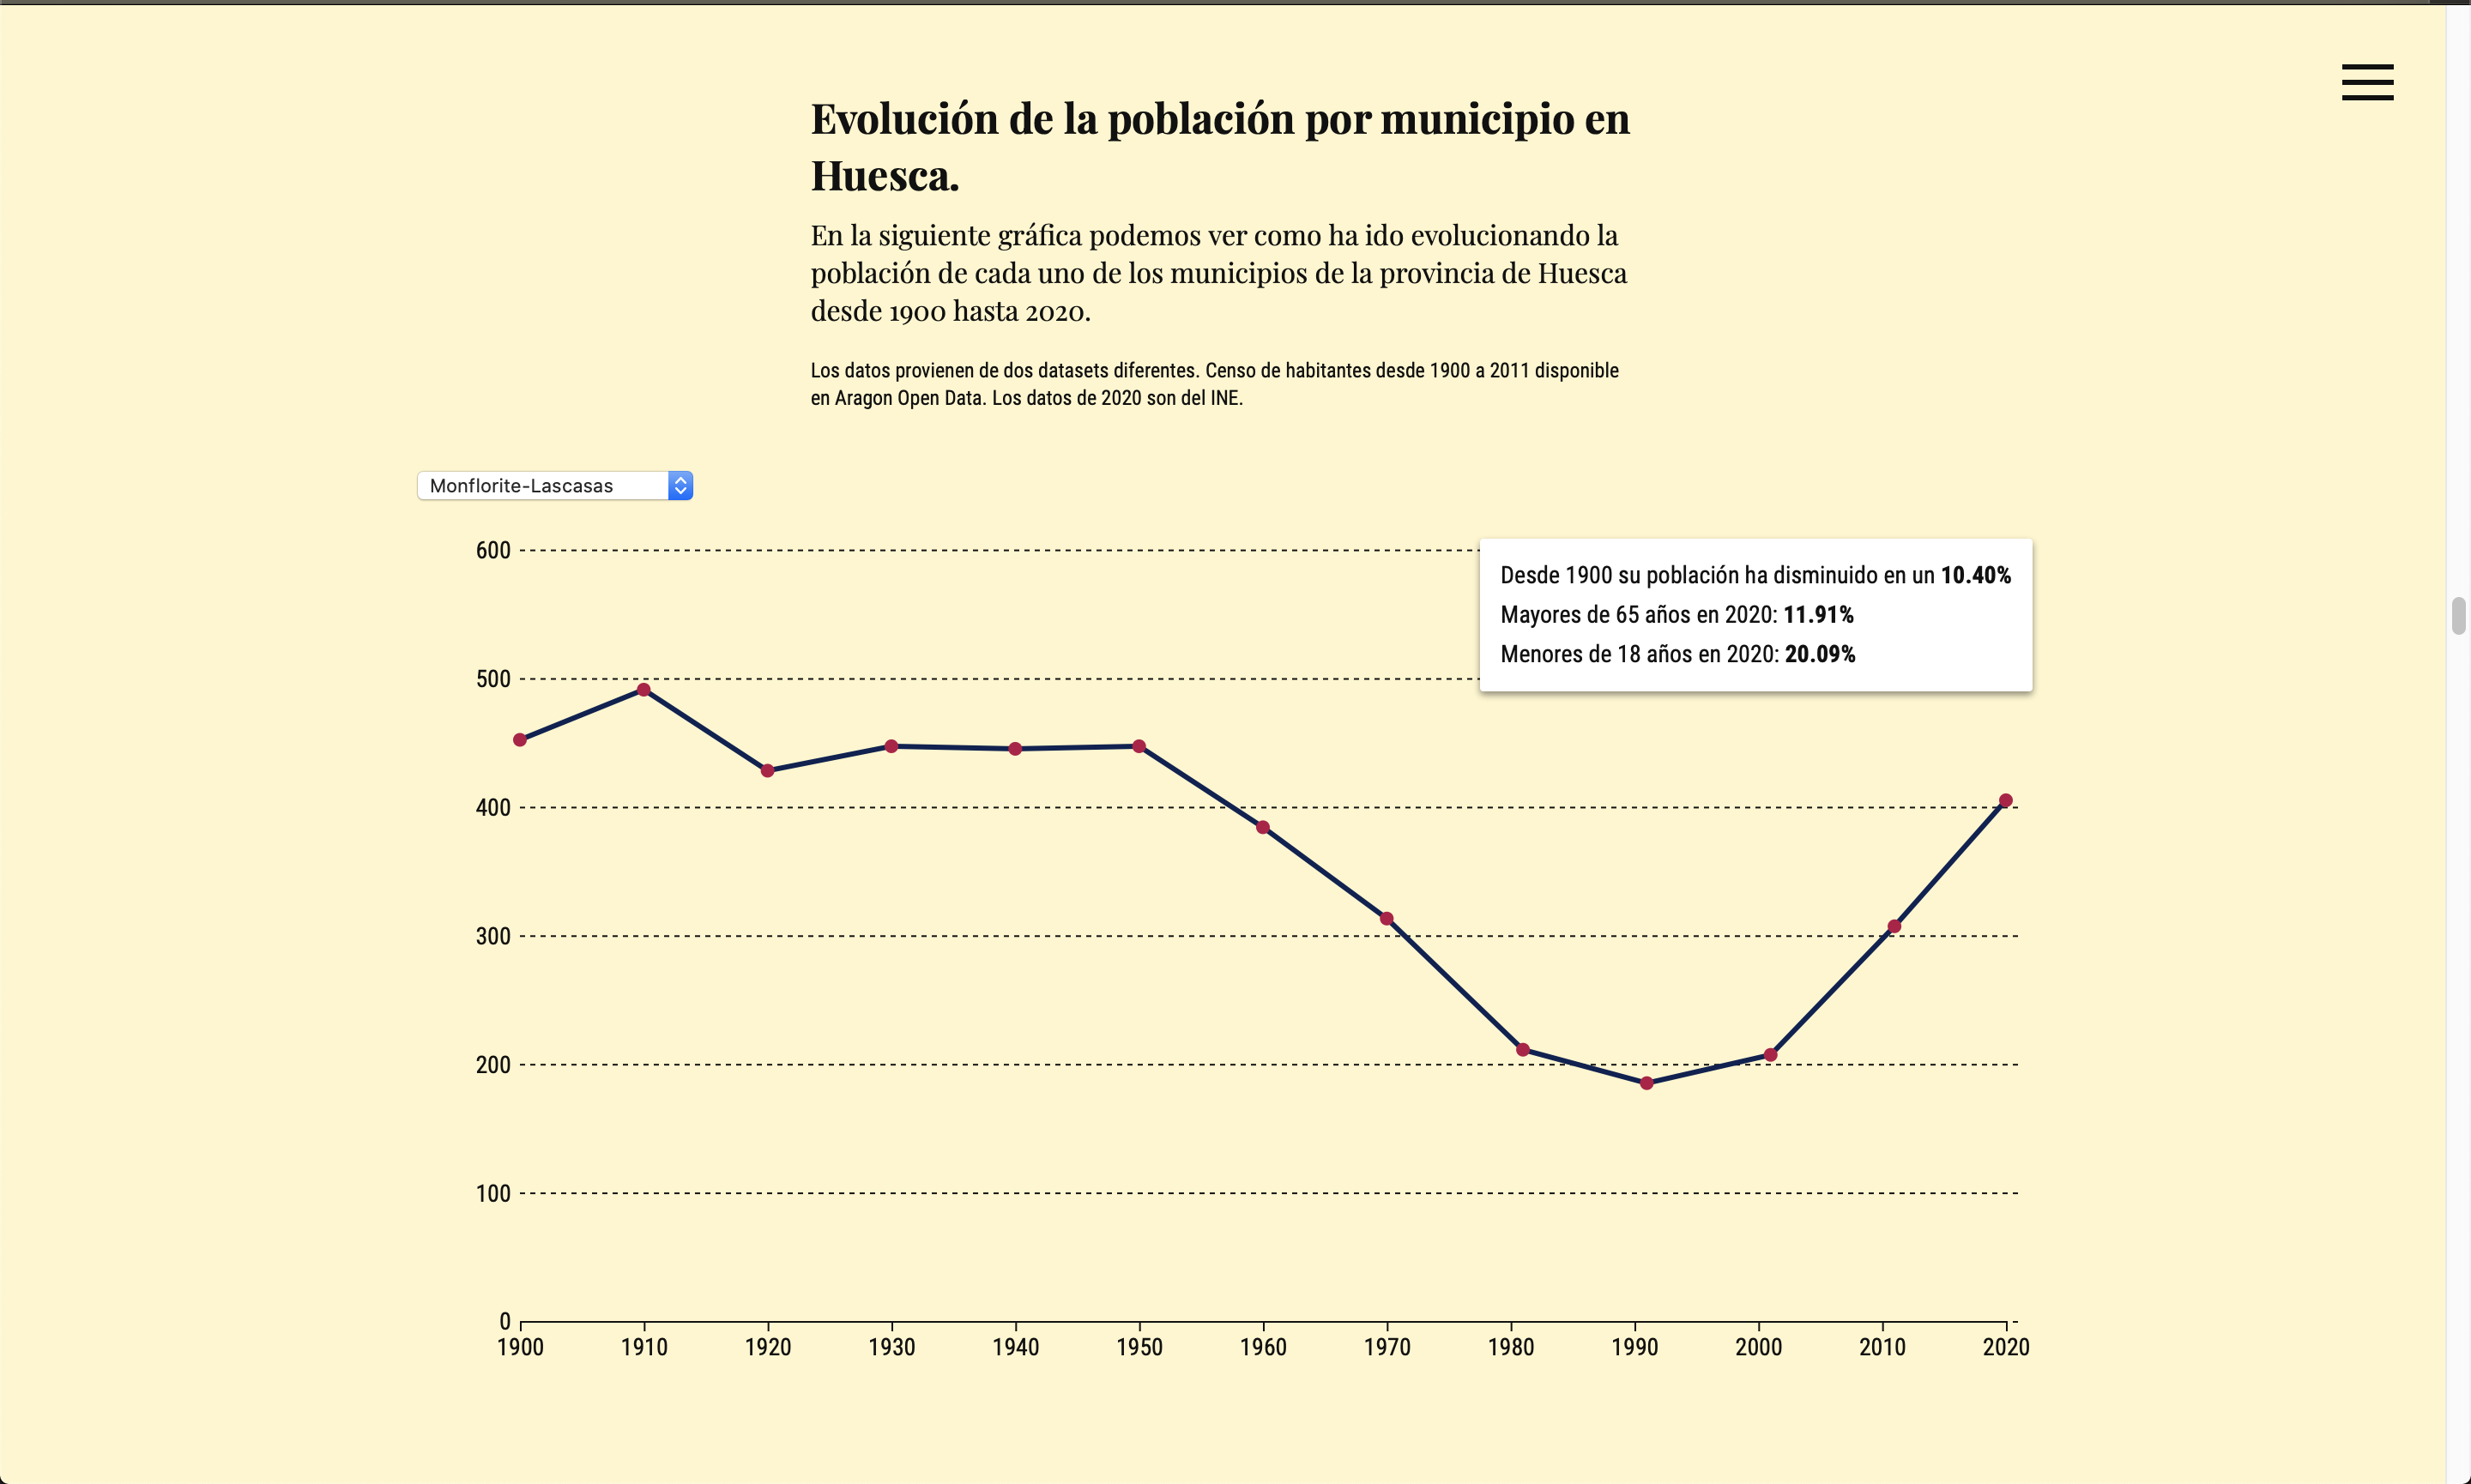 Evolución de la población por municipio en
Huesca.
En la siguiente gráfica podemos ver como ha ido evolucionando la
población de cada uno de los municipios de la provincia de Huesca
desde 1900 hasta 2020.
Los datos provienen de dos datasets diferentes. Censo de habitantes desde 1900 a 2011 disponible
en Aragon Open Data. Los datos de 2020 son del INE.
Monflorite-Lascasas
Desde 1900 su población ha disminuido en un 10.40%
Mayores de 65 años en 2020: 11.91%
Menores de 18 años en 2020: 20.09%
600
500
400
300
200
100
0
1900 1910 1920 1930 1940 1950 1960 1970 1980 1990 2000 2010 2020